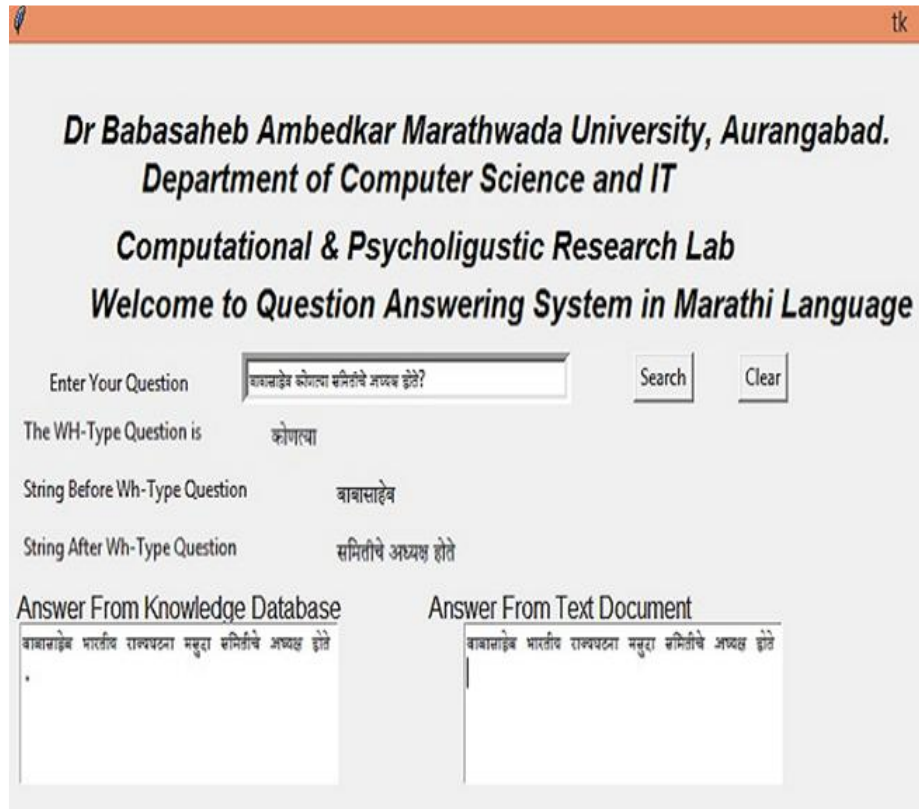 tk
Dr Babasaheb Ambedkar Marathwada University, Aurangabad.
Department of Computer Science and IT
Computational & Psycholigustic Research Lab
Welcome to Question Answering System in Marathi Language
Enter Your Question बाबासाहेब कोणत्या समितीचे अध्यक्ष होते? Search Clear
The WH-Type Question is कोणत्या
String Before Wh-Type Question बाबासाहेब
String After Wh-Type Question समितीचे अध्यक्ष होते
Answer From Knowledge Database Answer From Text Document
बाबासाहेब भारतीय राज्यघटना मसुदा समितीचे अध्यक्ष होते बाबासाहेब भारतीय राज्यघटना मसुदा समितीचे अध्यक्ष होते
.